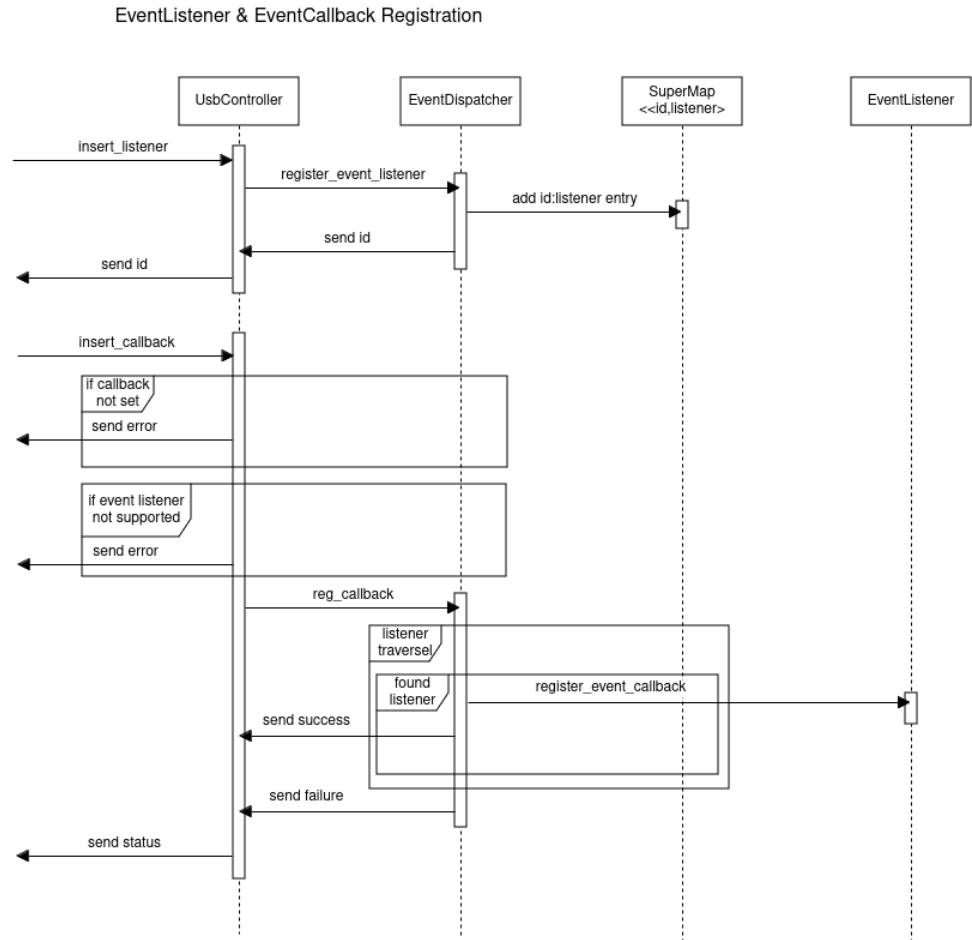 EventListener & EventCallback Registration
UsbController
EventDispatcher
SuperMap
<<id,listener>
EventListener
insert_listener
register_event_listener
add id:listener entry
send id
send id
insert_callback
if callback
not set
send error
if event listener
not supported
send error
reg_callback
listener
traversel
found
listener
register_event_callback
send success
send failure
send status